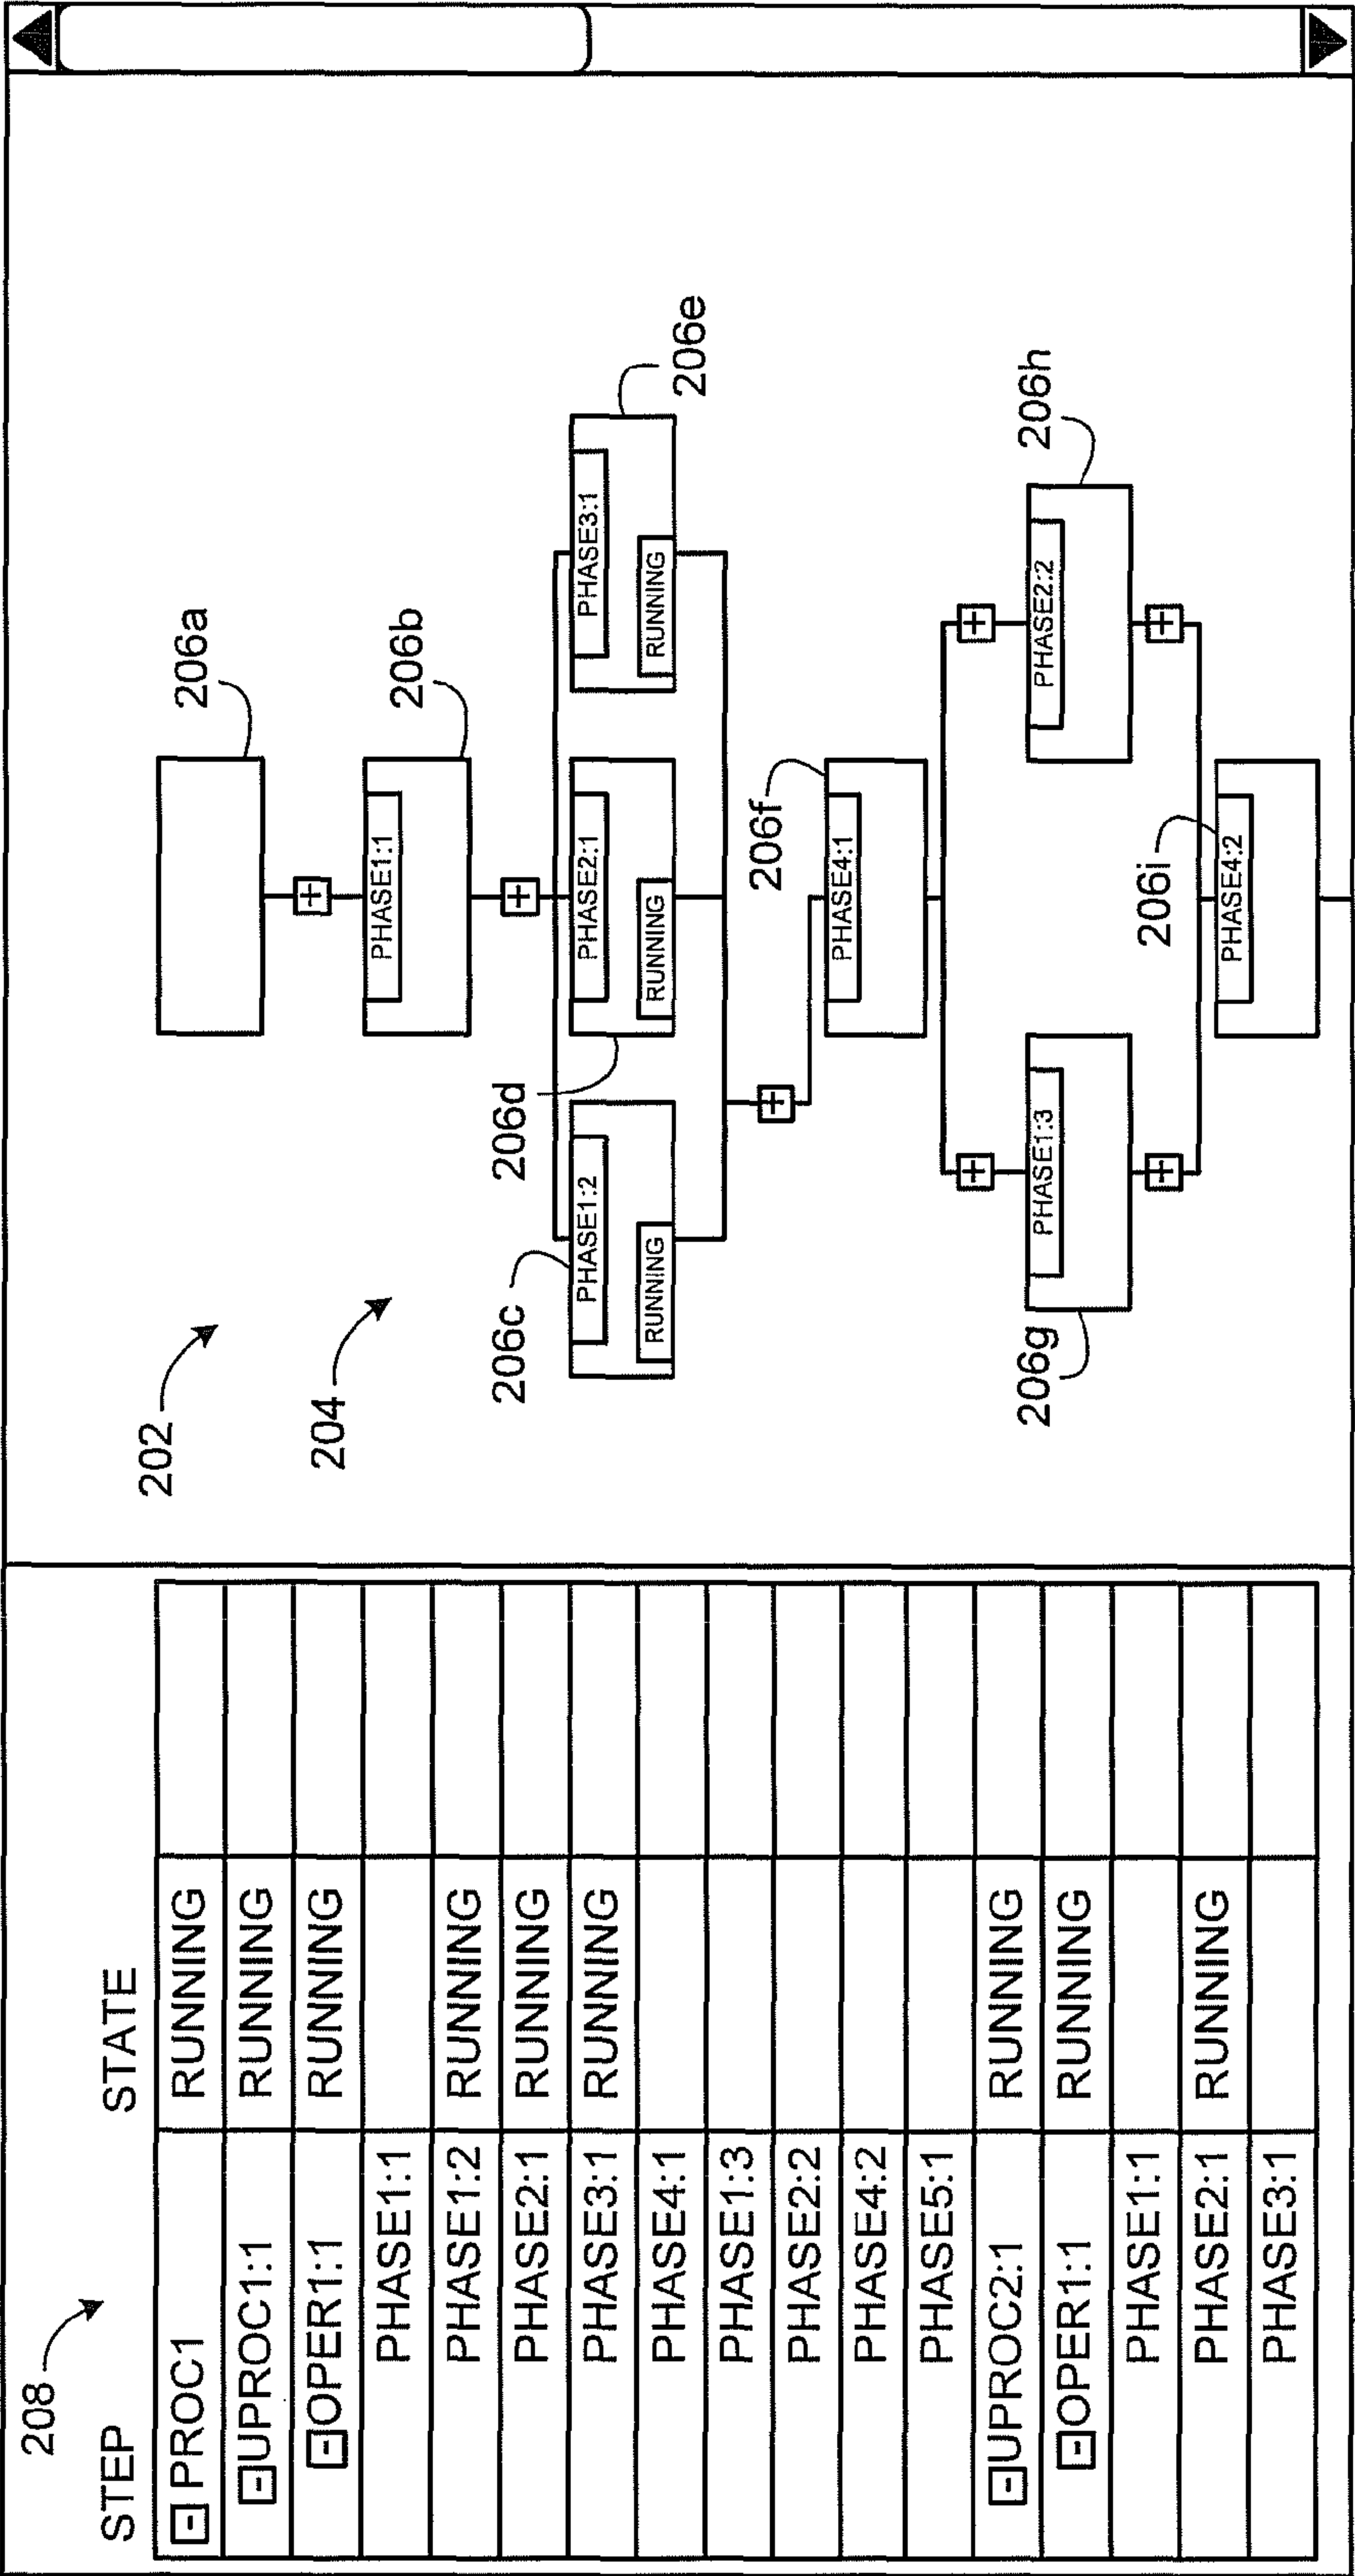 208
STEP STATE
- PROC1 RUNNING
- UPROC1:1 RUNNING
- OPER1:1 RUNNING
PHASE1:1
PHASE1:2 RUNNING
PHASE2:1 RUNNING
PHASE3:1 RUNNING
PHASE4:1
PHASE1:3
PHASE2:2
PHASE4:2
PHASE5:1
- UPROC2:1 RUNNING
- OPER1:1 RUNNING
PHASE1:1
PHASE2:1 RUNNING
PHASE3:1
202
204
206a
+
206b
PHASE1:1
+
206c
206d
206e
PHASE1:2
PHASE2:1
PHASE3:1
RUNNING
RUNNING
RUNNING
+
206f
PHASE4:1
+
+
206g
206h
PHASE1:3
PHASE2:2
+
+
206i
PHASE4:2